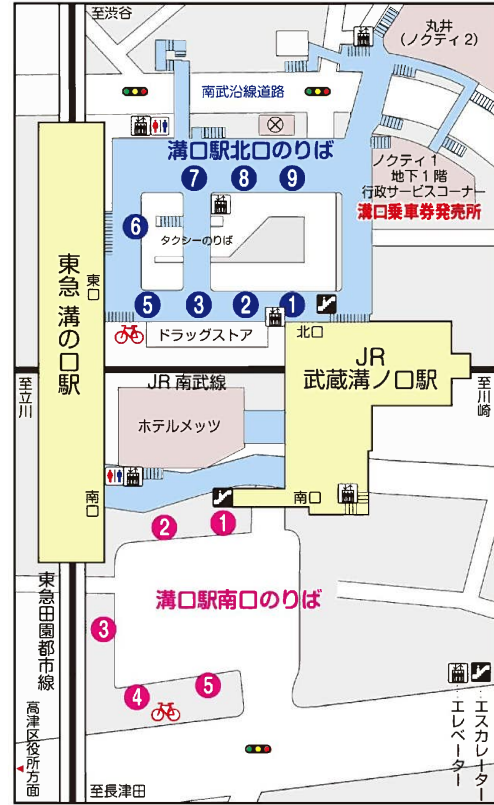 至渋谷
丸井
(ノクティ2)
南武沿線道路
溝口駅北口のりば
ノクティ1
地下1階
行政サービスコーナー
溝口乗車券発売所
7
8
9
6
タクシーのりば
東急 溝の口駅
東口
5
3
2
1
ドラッグストア
北口
JR
武蔵溝ノ口駅
至立川
JR 南武線
至川崎
ホテルメッツ
南口
南口
2
1
溝口駅南口のりば
3
4
5
東急田園都市線
高津区役所方面
至長津田
エレベーター
エスカレーター